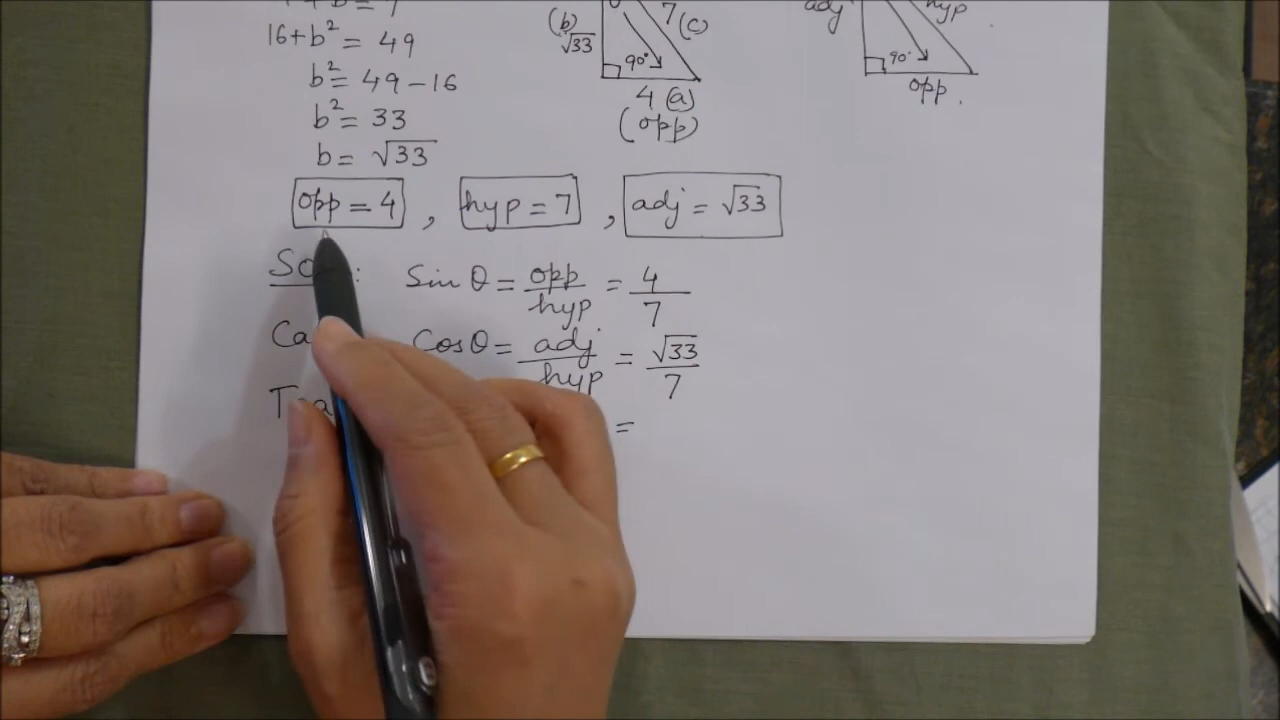 16+b² = 49
b² = 49 - 16
b² = 33
b = √33
(b)
√33
7 (c)
90°
4 (a)
(opp)
adj
hyp
90°
opp.
opp = 4 , hyp = 7 , adj = √33
Sin θ = opp/hyp = 4/7
Cos θ = adj/hyp = √33/7
=